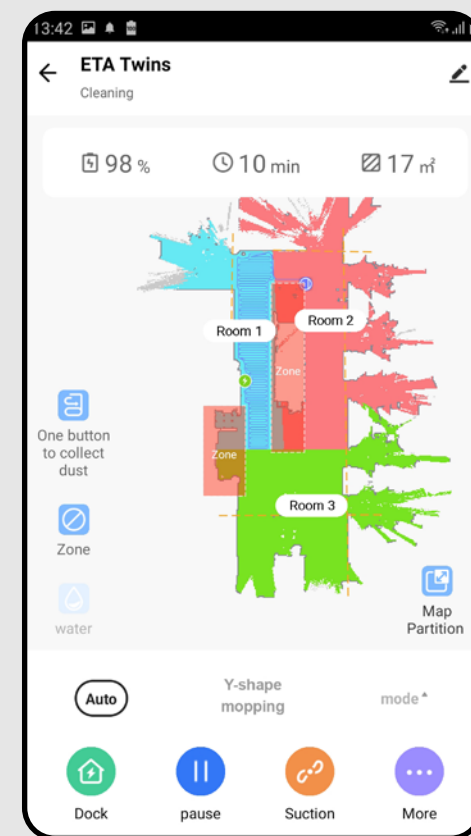 13:42
ETA Twins
Cleaning
98 %
10 min
17 ㎡
Room 1
Room 2
Zone
Zone
Room 3
One button
to collect
dust
Zone
water
Map
Partition
Auto
Y-shape
mopping
mode
Dock
pause
Suction
More